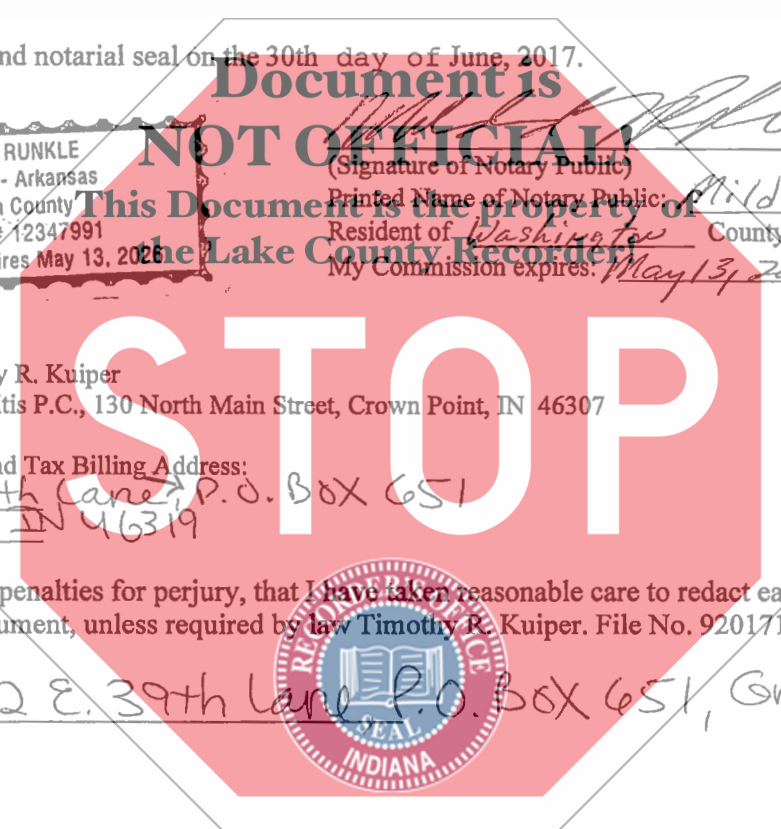 nd notarial seal on the 30th day of June, 2017.
Document is
NOT OFFICIAL!
This Document is the property of
the Lake County Recorder!
RUNKLE
- Arkansas
County
12347991
ires May 13, 2026
(Signature of Notary Public)
Printed Name of Notary Public: Mild
Resident of Washington County
My Commission expires: May 13, 20
y R. Kuiper
tis P.C., 130 North Main Street, Crown Point, IN 46307
nd Tax Billing Address:
th Lane, P.O. Box 651
IN 46319
STOP
penalties for perjury, that I have taken reasonable care to redact ea
ument, unless required by law Timothy R. Kuiper. File No. 920171
2 E. 39th Lane P.O. Box 651, Gr
RECORDER'S OFFICE
SEAL
INDIANA